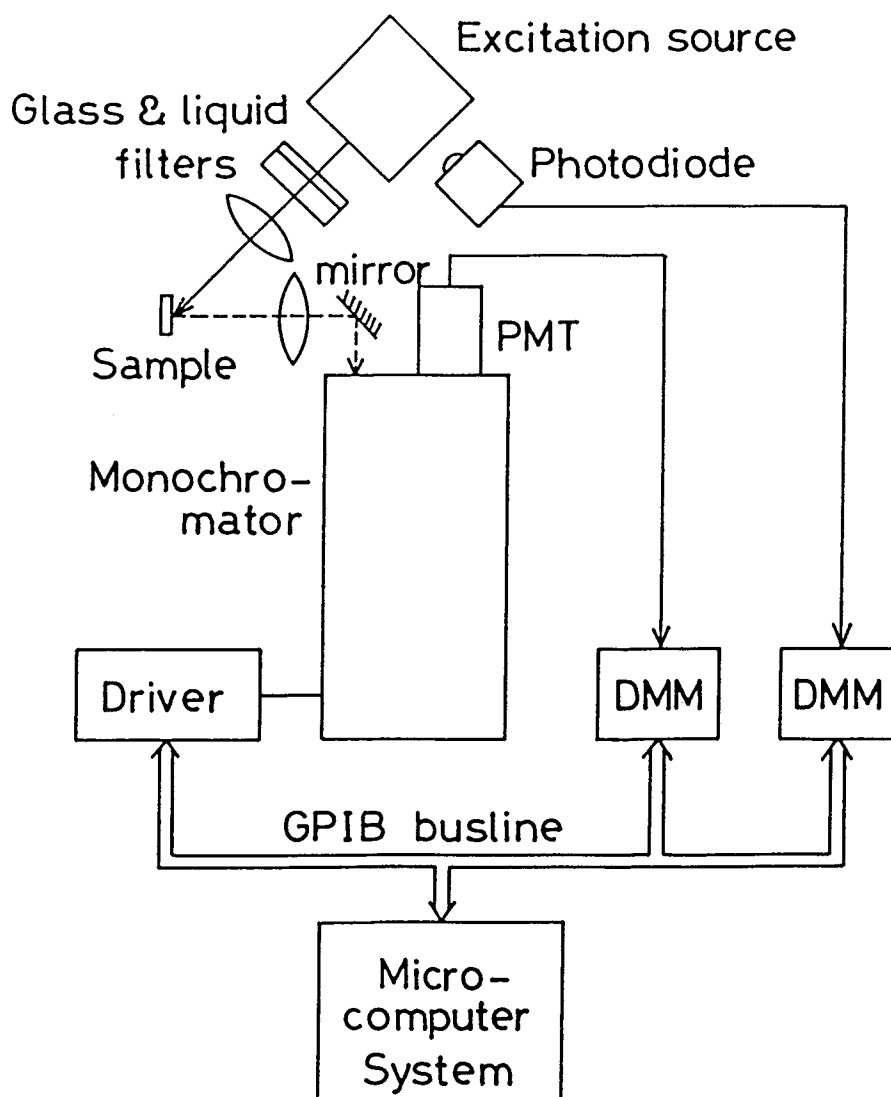 Excitation source
Glass & liquid
filters
Photodiode
mirror
PMT
Sample
Monochro-
mator
Driver
DMM
DMM
GPIB busline
Micro-
computer
System